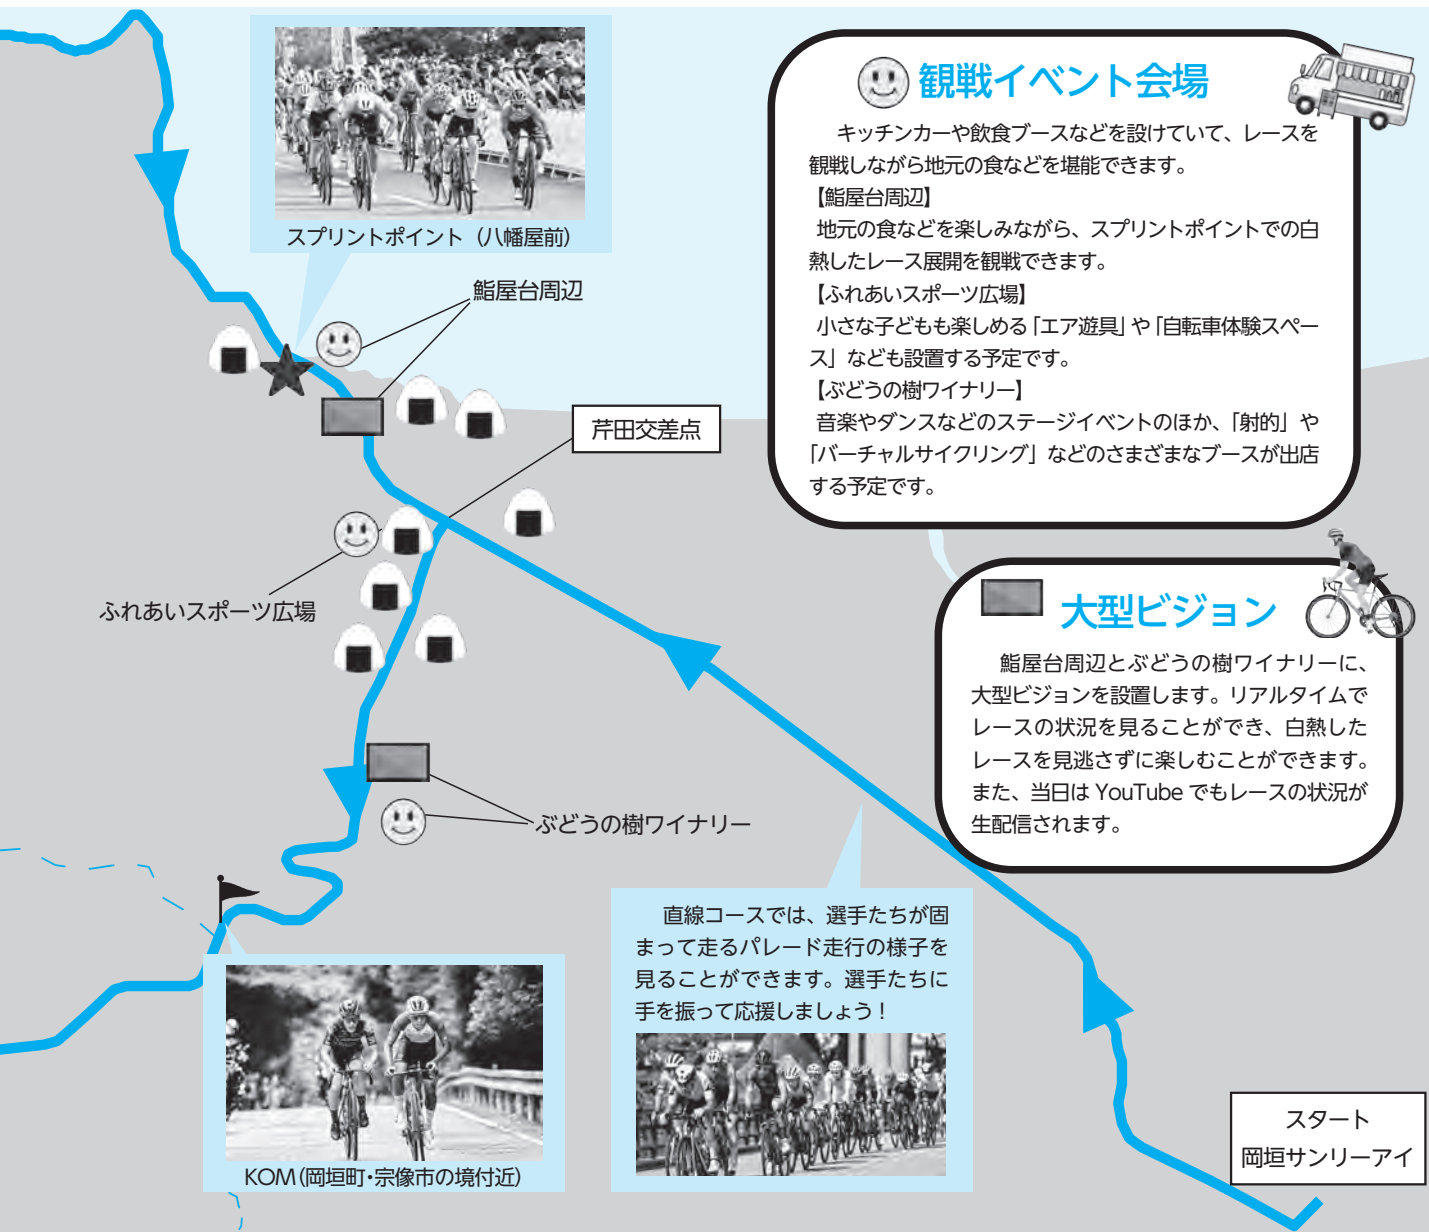 スプリントポイント（八幡屋前）
鮨屋台周辺
芹田交差点
ふれあいスポーツ広場
ぶどうの樹ワイナリー
観戦イベント会場
キッチンカーや飲食ブースなどを設けていて、レースを
観戦しながら地元の食などを堪能できます。
【鮨屋台周辺】
地元の食などを楽しみながら、スプリントポイントでの白
熱したレース展開を観戦できます。
【ふれあいスポーツ広場】
小さな子どもも楽しめる「エア遊具」や「自転車体験スペー
ス」なども設置する予定です。
【ぶどうの樹ワイナリー】
音楽やダンスなどのステージイベントのほか、「射的」や
「バーチャルサイクリング」などのさまざまなブースが出店
する予定です。
大型ビジョン
鮨屋台周辺とぶどうの樹ワイナリーに、
大型ビジョンを設置します。リアルタイムで
レースの状況を見ることができ、白熱した
レースを見逃さずに楽しむことができます。
また、当日は YouTube でもレースの状況が
生配信されます。
直線コースでは、選手たちが固
まって走るパレード走行の様子を
見ることができます。選手たちに
手を振って応援しましょう！
KOM（岡垣町・宗像市の境付近）
スタート
岡垣サンリーアイ